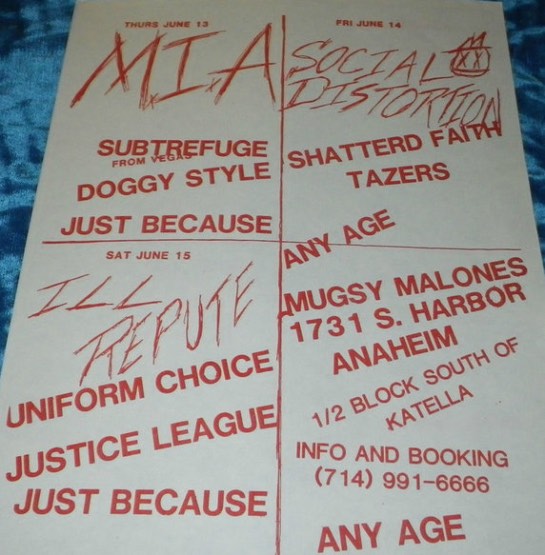 THURS JUNE 13
M.I.A
SUBTREFUGE
FROM VEGAS
DOGGY STYLE
JUST BECAUSE
FRI JUNE 14
SOCIAL
DISTORTION
SHATTERD FAITH
TAZERS
ANY AGE
SAT JUNE 15
ILL
REPUTE
UNIFORM CHOICE
JUSTICE LEAGUE
JUST BECAUSE
MUGSY MALONES
1731 S. HARBOR
ANAHEIM
1/2 BLOCK SOUTH OF
KATELLA
INFO AND BOOKING
(714) 991-6666
ANY AGE